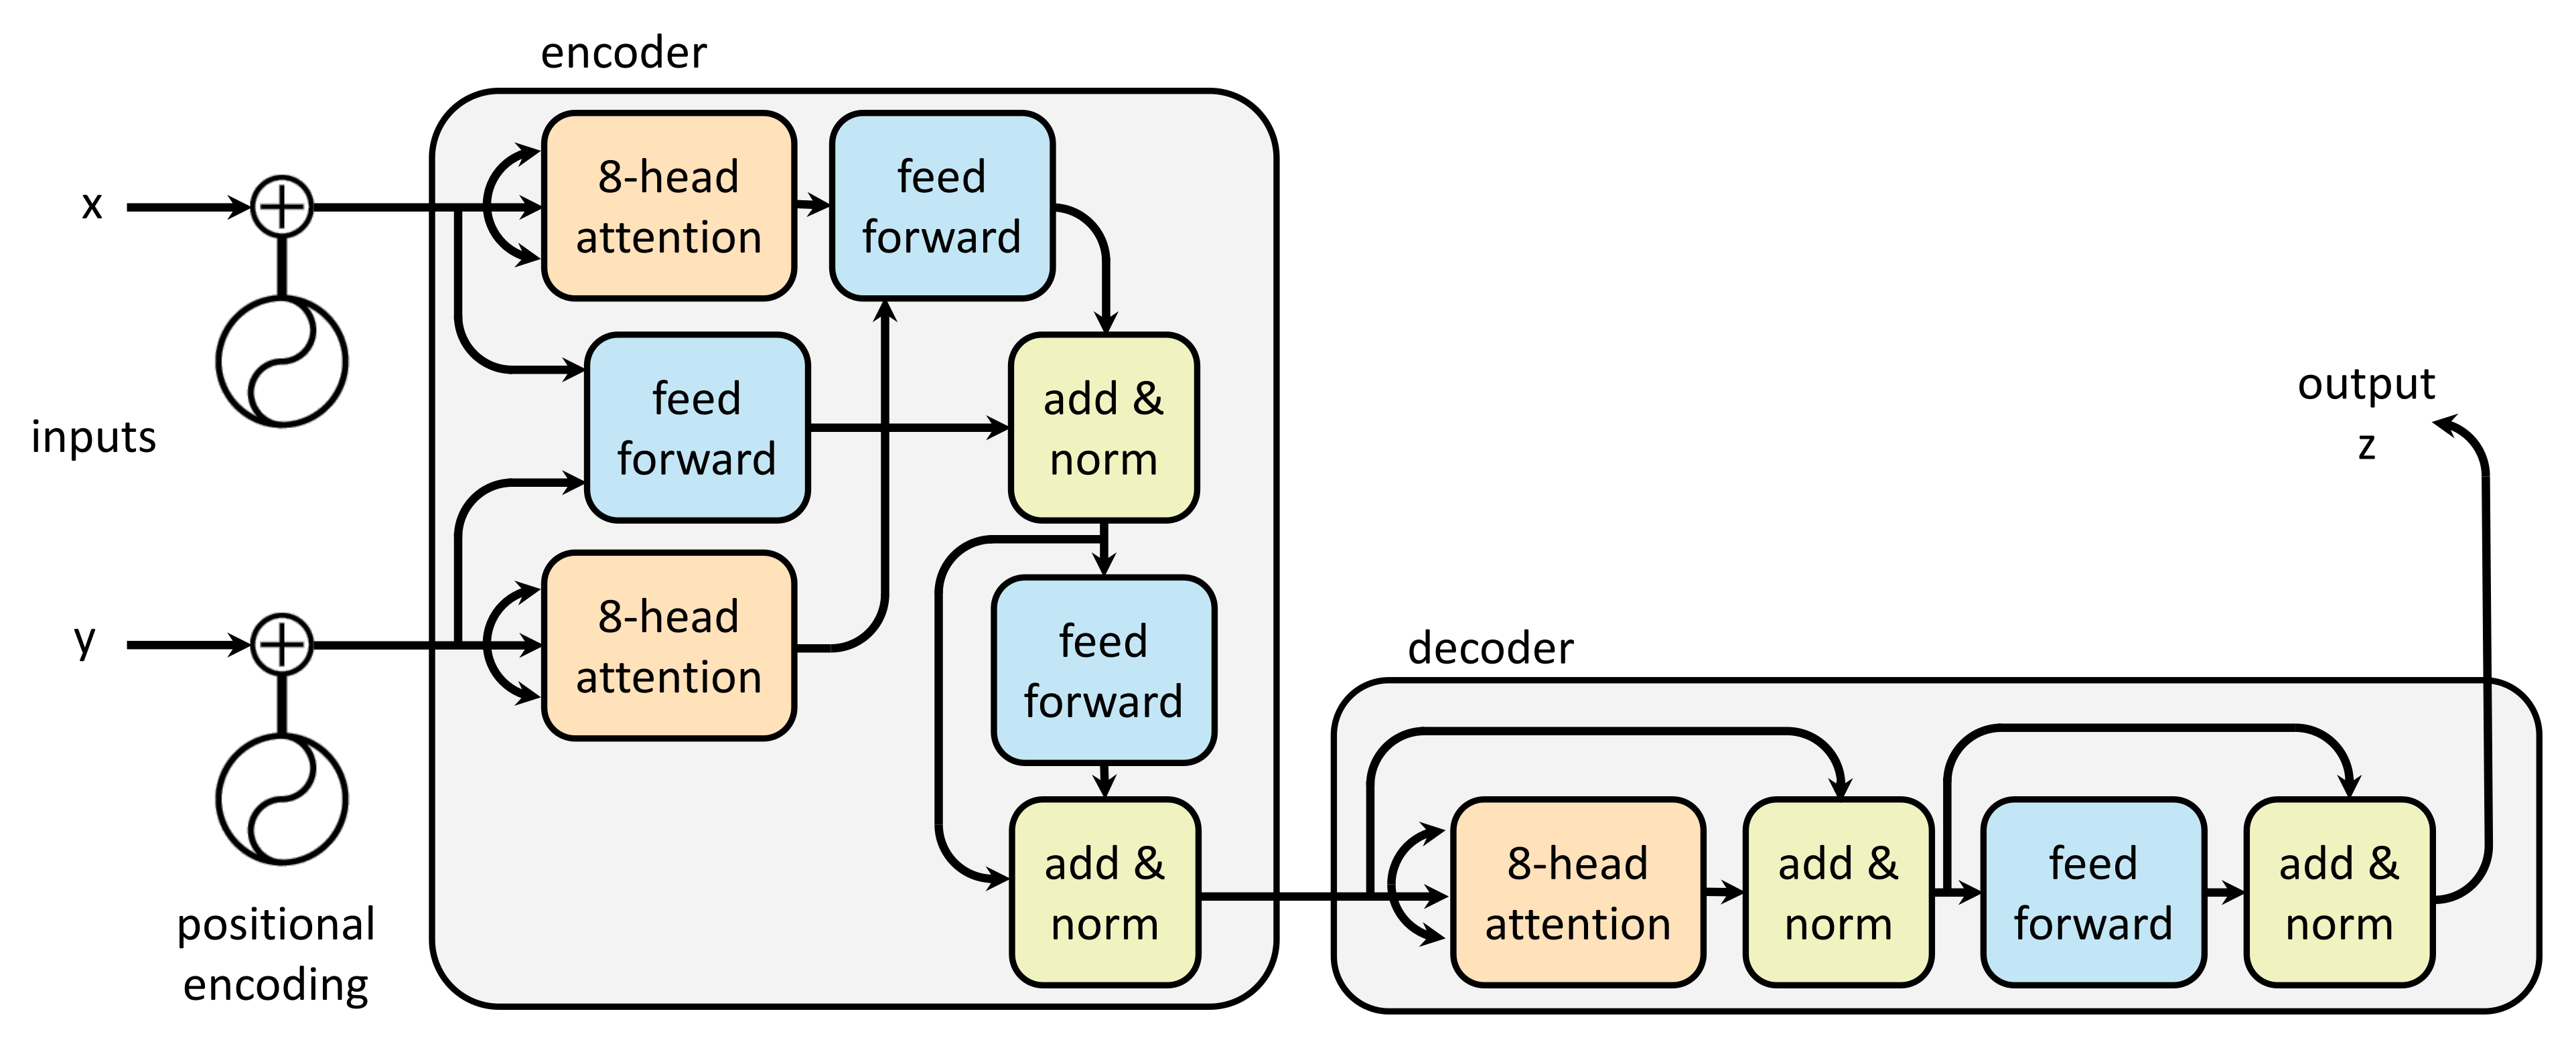 encoder
x
8-head
attention
feed
forward
feed
forward
add &
norm
inputs
y
8-head
attention
feed
forward
add &
norm
positional
encoding
decoder
8-head
attention
add &
norm
feed
forward
add &
norm
output
z